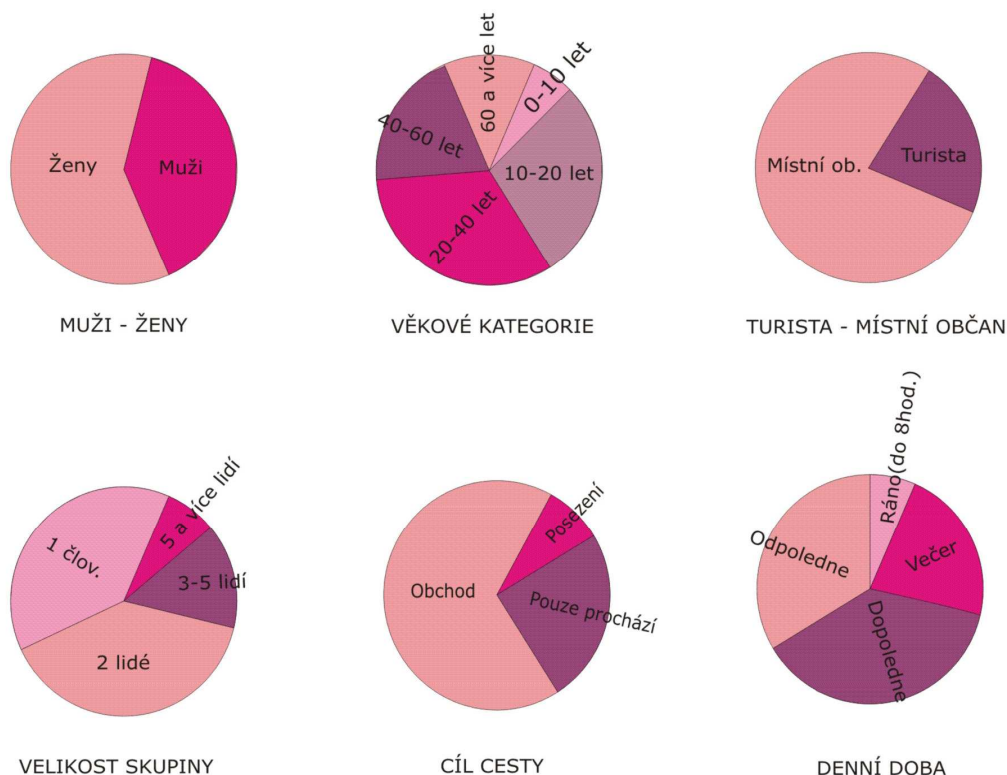 Ženy
Muži
MUŽI - ŽENY
60 a více let
0-10 let
40-60 let
10-20 let
20-40 let
VĚKOVÉ KATEGORIE
Místní ob.
Turista
TURISTA - MÍSTNÍ OBČAN
1 člov.
5 a více lidí
3-5 lidí
2 lidé
VELIKOST SKUPINY
Posezení
Obchod
Pouze prochází
CÍL CESTY
Ráno(do 8hod.)
Odpoledne
Večer
Dopoledne
DENNÍ DOBA